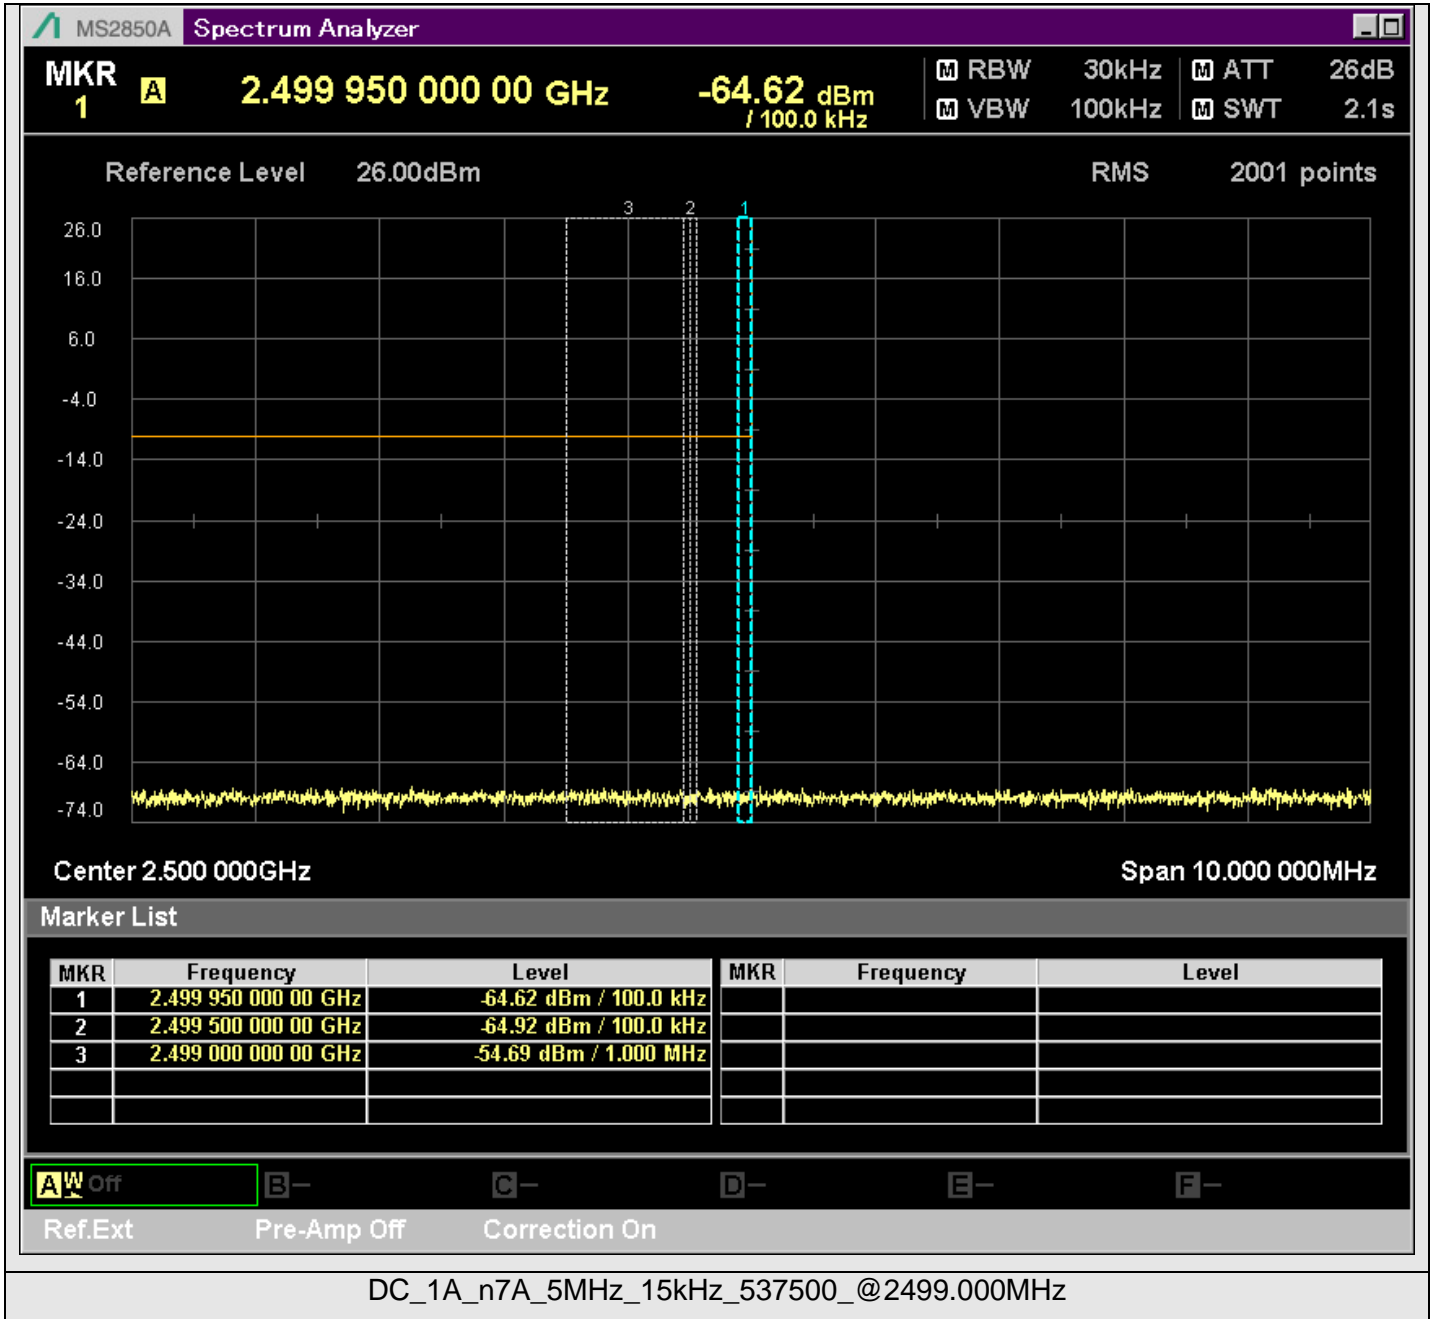 MS2850A Spectrum Analyzer
MKR 1 A 2.499 950 000 00 GHz -64.62 dBm / 100.0 kHz
M RBW 30kHz M ATT 26dB
M VBW 100kHz M SWT 2.1s
Reference Level 26.00dBm RMS 2001 points
3 2 1
26.0
16.0
6.0
-4.0
-14.0
-24.0
-34.0
-44.0
-54.0
-64.0
-74.0
Center 2.500 000GHz Span 10.000 000MHz
Marker List
MKR Frequency Level MKR Frequency Level
1 2.499 950 000 00 GHz -64.62 dBm / 100.0 kHz
2 2.499 500 000 00 GHz -64.92 dBm / 100.0 kHz
3 2.499 000 000 00 GHz -54.69 dBm / 1.000 MHz
A W Off B — C — D — E — F —
Ref.Ext Pre-Amp Off Correction On
DC_1A_n7A_5MHz_15kHz_537500_@2499.000MHz